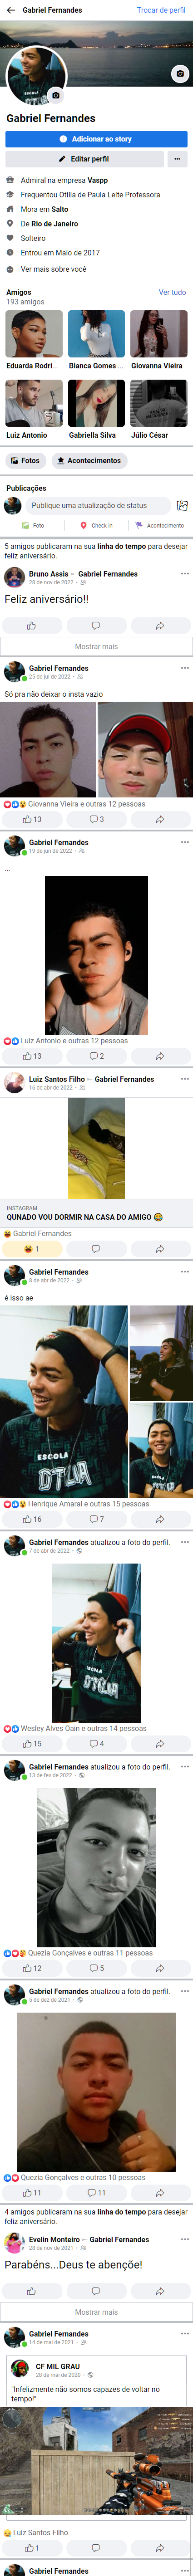 Gabriel Fernandes
Trocar de perfil
Gabriel Fernandes
Adicionar ao story
Editar perfil
Admiral na empresa Vaspp
Frequentou Otilia de Paula Leite Professora
Mora em Salto
De Rio de Janeiro
Solteiro
Entrou em Maio de 2017
Ver mais sobre você
Amigos
Ver tudo
193 amigos
Eduarda Rodri...
Bianca Gomes ...
Giovanna Vieira
Luiz Antonio
Gabriella Silva
Júlio César
Fotos
Acontecimentos
Publicações
Publique uma atualização de status
Foto
Check-in
Acontecimento
5 amigos publicaram na sua linha do tempo para desejar
feliz aniversário.
Bruno Assis ▸ Gabriel Fernandes
28 de nov de 2022
Feliz aniversário!!
Mostrar mais
Gabriel Fernandes
25 de jul de 2022
Só pra não deixar o insta vazio
Giovanna Vieira e outras 12 pessoas
13
3
Gabriel Fernandes
19 de jun de 2022
...
Luiz Antonio e outras 12 pessoas
13
2
Luiz Santos Filho ▸ Gabriel Fernandes
16 de abr de 2022
INSTAGRAM
QUNADO VOU DORMIR NA CASA DO AMIGO 😂
Gabriel Fernandes
1
Gabriel Fernandes
8 de abr de 2022
é isso ae
ESCOLA
Henrique Amaral e outras 15 pessoas
16
7
Gabriel Fernandes atualizou a foto do perfil.
7 de abr de 2022
Wesley Alves Oain e outras 14 pessoas
15
4
Gabriel Fernandes atualizou a foto do perfil.
13 de fev de 2022
Quezia Gonçalves e outras 11 pessoas
12
5
Gabriel Fernandes atualizou a foto do perfil.
5 de dez de 2021
Quezia Gonçalves e outras 10 pessoas
11
11
4 amigos publicaram na sua linha do tempo para desejar
feliz aniversário.
Evelin Monteiro ▸ Gabriel Fernandes
28 de nov de 2021
Parabéns...Deus te abençõe!
Mostrar mais
Gabriel Fernandes
14 de mai de 2021
CF MIL GRAU
28 de mai de 2020
"Infelizmente não somos capazes de voltar no
tempo!"
Luiz Santos Filho
1
Gabriel Fernandes